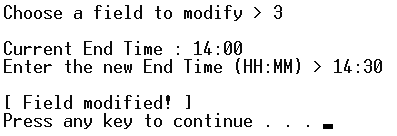 Choose a field to modify > 3
Current End Time : 14:00
Enter the new End Time (HH:MM) > 14:30
[ Field modified! ]
Press any key to continue . . .